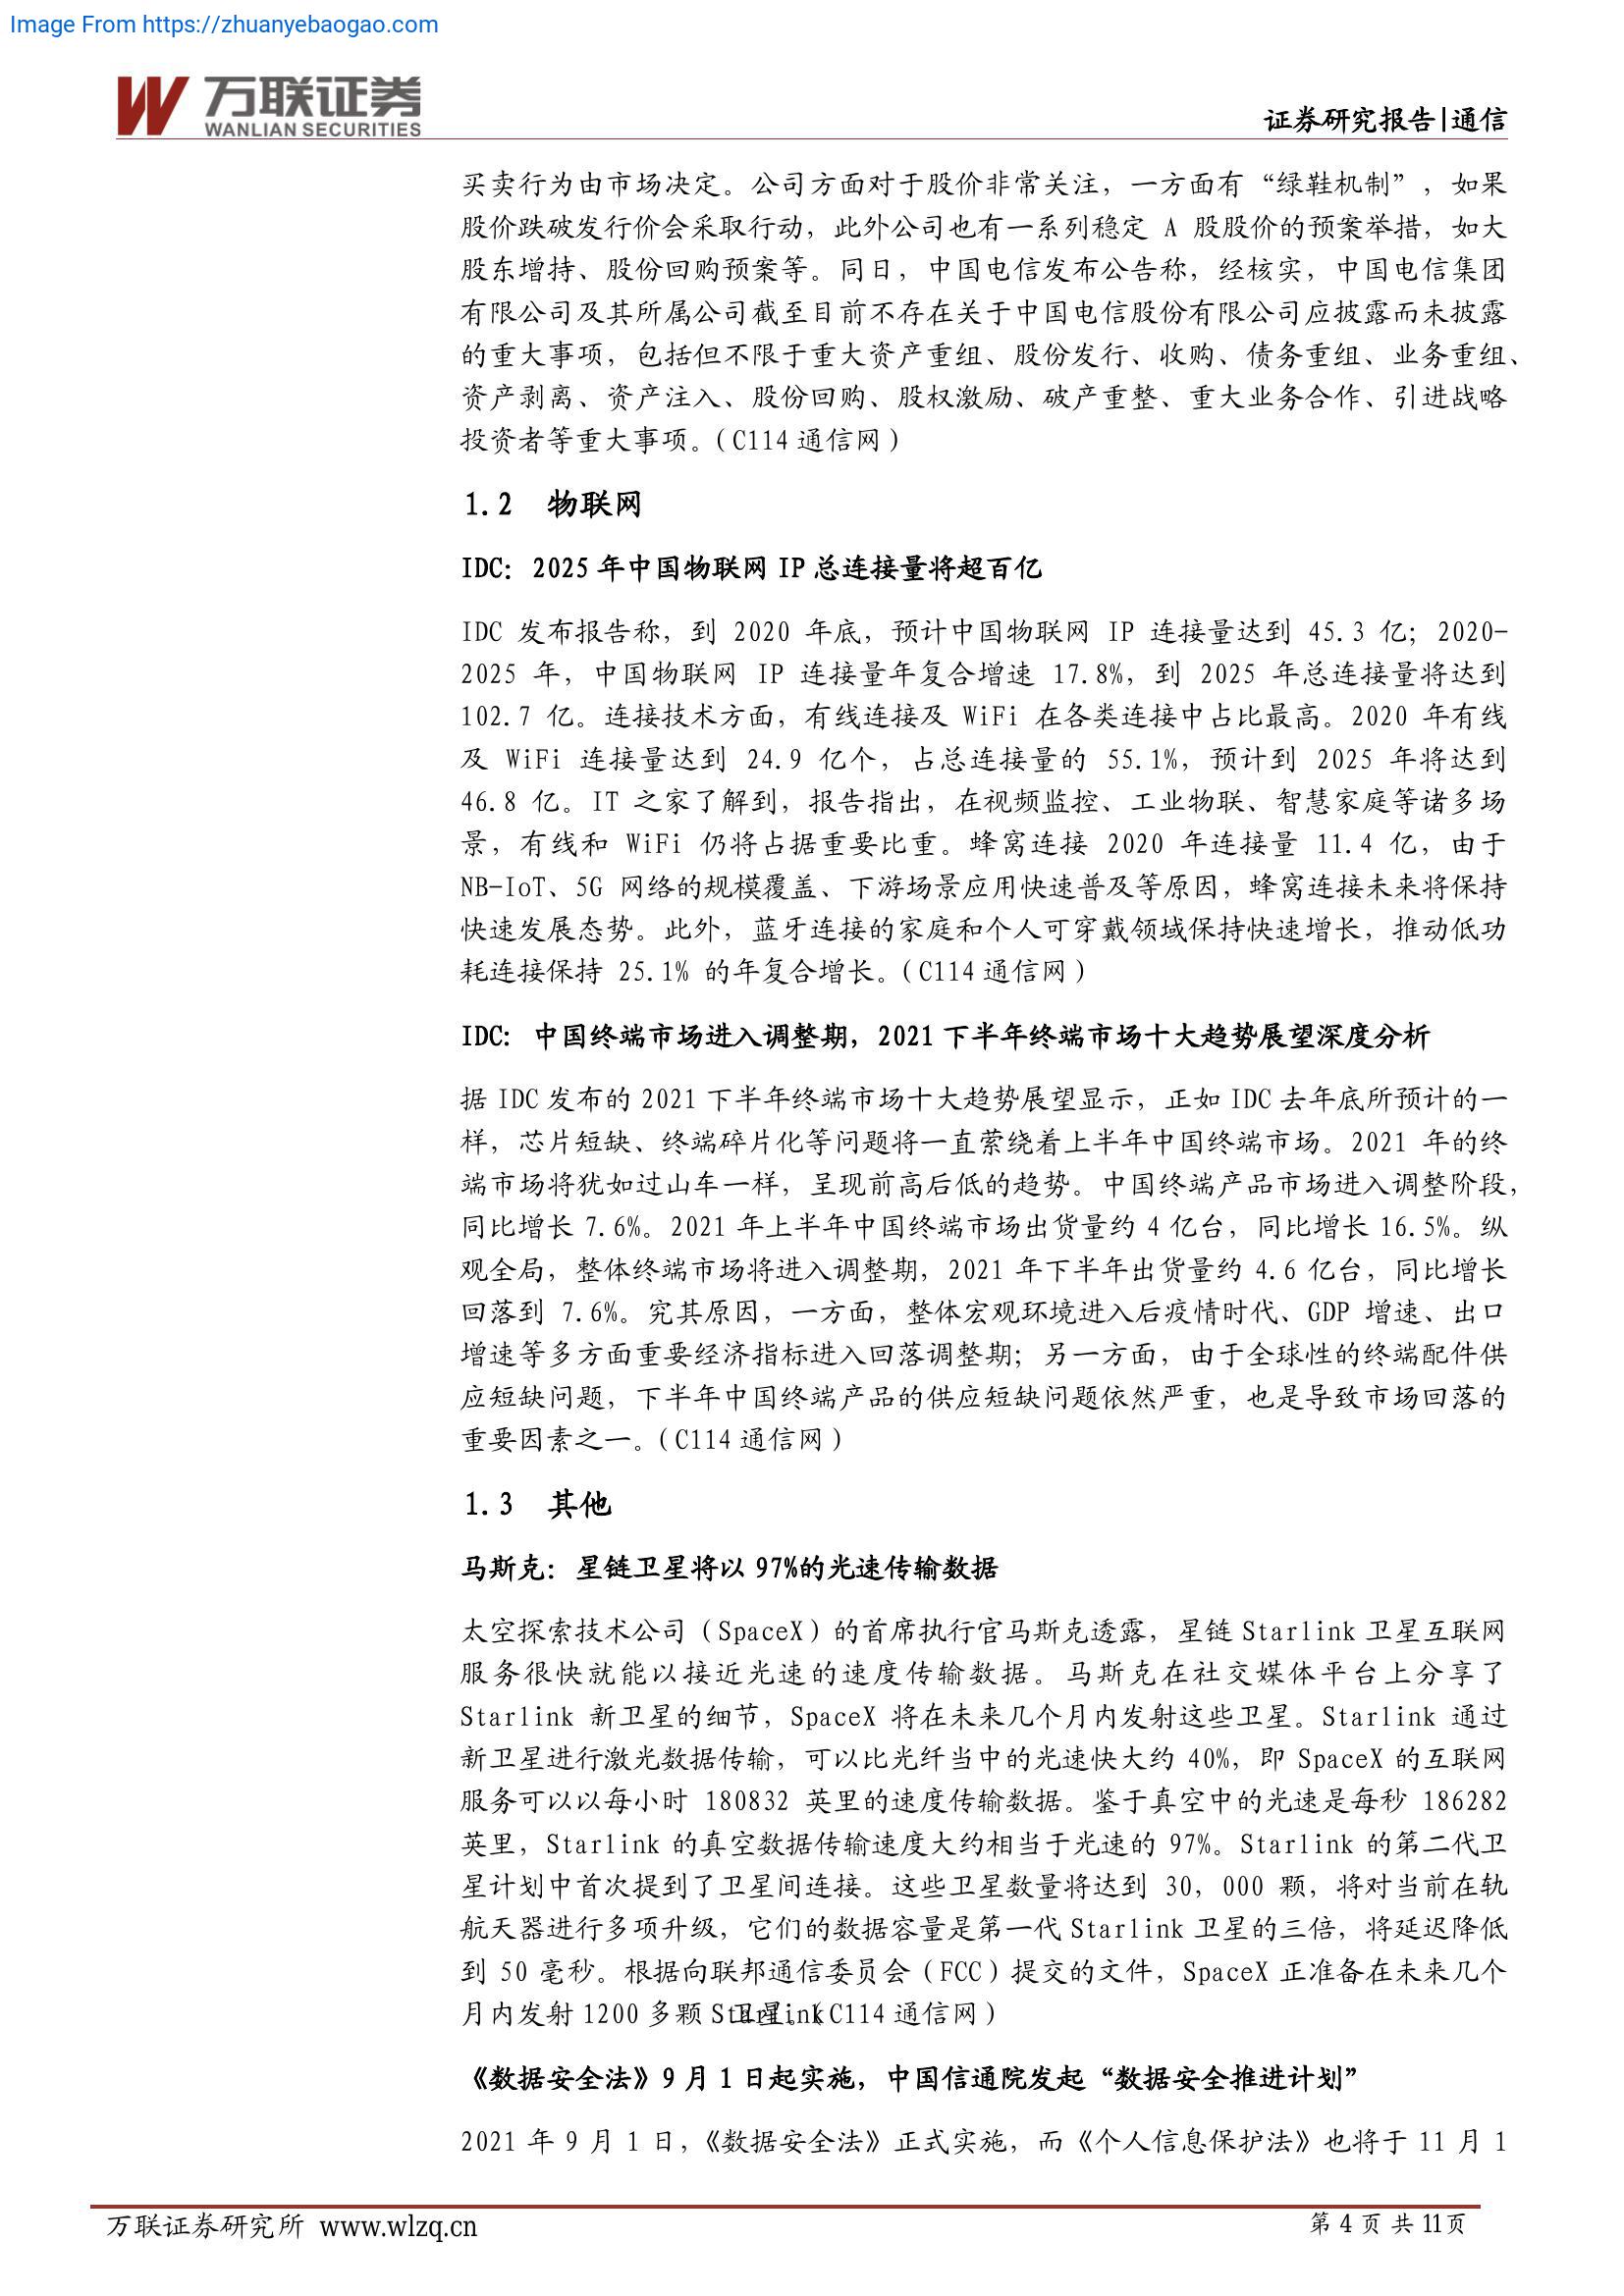 Image From https://zhuanyebaogao.com
万联证券
WANLIAN SECURITIES
证券研究报告|通信
买卖行为由市场决定。公司方面对于股价非常关注，一方面有“绿鞋机制”，如果
股价跌破发行价会采取行动，此外公司也有一系列稳定 A 股股价的预案举措，如大
股东增持、股份回购预案等。同日，中国电信发布公告称，经核实，中国电信集团
有限公司及其所属公司截至目前不存在关于中国电信股份有限公司应披露而未披露
的重大事项，包括但不限于重大资产重组、股份发行、收购、债务重组、业务重组、
资产剥离、资产注入、股份回购、股权激励、破产重整、重大业务合作、引进战略
投资者等重大事项。（C114 通信网）
1.2 物联网
IDC：2025 年中国物联网 IP 总连接量将超百亿
IDC 发布报告称，到 2020 年底，预计中国物联网 IP 连接量达到 45.3 亿；2020-
2025 年，中国物联网 IP 连接量年复合增速 17.8%，到 2025 年总连接量将达到
102.7 亿。连接技术方面，有线连接及 WiFi 在各类连接中占比最高。2020 年有线
及 WiFi 连接量达到 24.9 亿个，占总连接量的 55.1%，预计到 2025 年将达到
46.8 亿。IT 之家了解到，报告指出，在视频监控、工业物联、智慧家庭等诸多场
景，有线和 WiFi 仍将占据重要比重。蜂窝连接 2020 年连接量 11.4 亿，由于
NB-IoT、5G 网络的规模覆盖、下游场景应用快速普及等原因，蜂窝连接未来将保持
快速发展态势。此外，蓝牙连接的家庭和个人可穿戴领域保持快速增长，推动低功
耗连接保持 25.1% 的年复合增长。（C114 通信网）
IDC：中国终端市场进入调整期，2021 下半年终端市场十大趋势展望深度分析
据 IDC 发布的 2021 下半年终端市场十大趋势展望显示，正如 IDC 去年底所预计的一
样，芯片短缺、终端碎片化等问题将一直萦绕着上半年中国终端市场。2021 年的终
端市场将犹如过山车一样，呈现前高后低的趋势。中国终端产品市场进入调整阶段，
同比增长 7.6%。2021 年上半年中国终端市场出货量约 4 亿台，同比增长 16.5%。纵
观全局，整体终端市场将进入调整期，2021 年下半年出货量约 4.6 亿台，同比增长
回落到 7.6%。究其原因，一方面，整体宏观环境进入后疫情时代、GDP 增速、出口
增速等多方面重要经济指标进入回落调整期；另一方面，由于全球性的终端配件供
应短缺问题，下半年中国终端产品的供应短缺问题依然严重，也是导致市场回落的
重要因素之一。（C114 通信网）
1.3 其他
马斯克：星链卫星将以 97%的光速传输数据
太空探索技术公司（SpaceX）的首席执行官马斯克透露，星链 Starlink 卫星互联网
服务很快就能以接近光速的速度传输数据。马斯克在社交媒体平台上分享了
Starlink 新卫星的细节，SpaceX 将在未来几个月内发射这些卫星。Starlink 通过
新卫星进行激光数据传输，可以比光纤当中的光速快大约 40%，即 SpaceX 的互联网
服务可以以每小时 180832 英里的速度传输数据。鉴于真空中的光速是每秒 186282
英里，Starlink 的真空数据传输速度大约相当于光速的 97%。Starlink 的第二代卫
星计划中首次提到了卫星间连接。这些卫星数量将达到 30，000 颗，将对当前在轨
航天器进行多项升级，它们的数据容量是第一代 Starlink 卫星的三倍，将延迟降低
到 50 毫秒。根据向联邦通信委员会（FCC）提交的文件，SpaceX 正准备在未来几个
月内发射 1200 多颗 Starlink 卫星。（C114 通信网）
《数据安全法》9 月 1 日起实施，中国信通院发起“数据安全推进计划”
2021 年 9 月 1 日，《数据安全法》正式实施，而《个人信息保护法》也将于 11 月 1
万联证券研究所 www.wlzq.cn
第 4 页 共 11 页